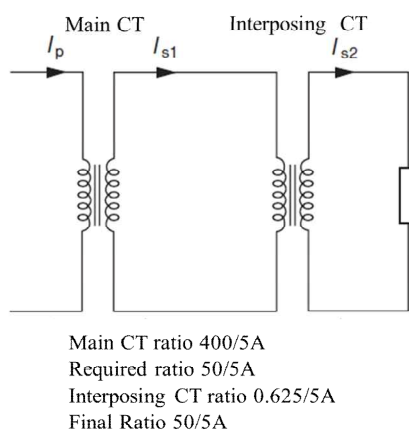 Main CT
Interposing CT
Ip
Is1
Is2
Main CT ratio 400/5A
Required ratio 50/5A
Interposing CT ratio 0.625/5A
Final Ratio 50/5A